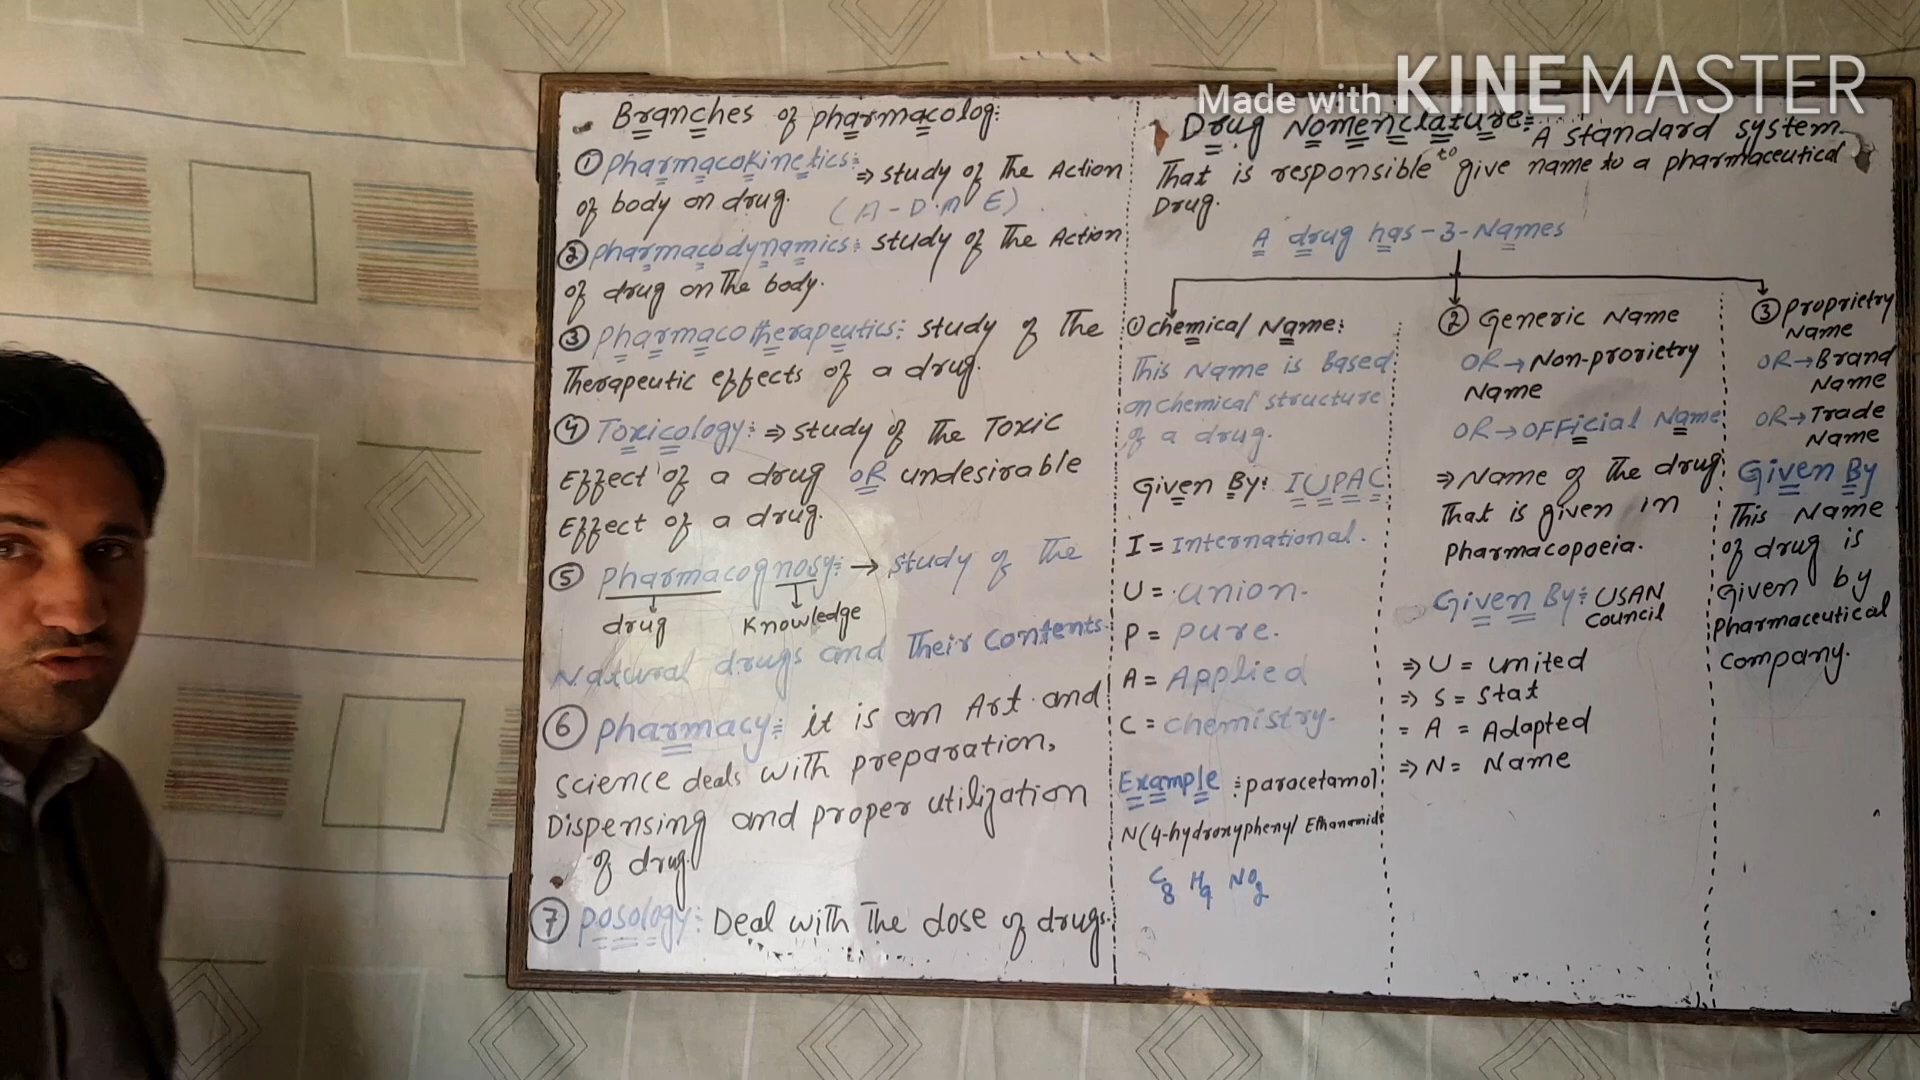 Made with KINEMASTER
Branches of pharmacolog:
① Pharmacokinetics: ⇒ study of The Action
of body on drug. (A-D.M E)
② Pharmacodynamics: study of The Action
of drug on The body.
③ Pharmacotherapeutics: study of The
Therapeutic effects of a drug.
④ Toxicology: ⇒ study of The Toxic
Effect of a drug OR undesirable
Effect of a drug.
⑤ Pharmacognosy: → study of The
drug Knowledge
Natural drugs and Their Contents.
⑥ Pharmacy: it is an Art and
science deals with preparation,
Dispensing and proper utilization
of drug.
⑦ Posology: Deal with The dose of drugs.
Drug Nomenclature: A standard system
That is responsible to give name to a pharmaceutical
Drug.
A drug has-3-Names
① chemical Name:
This Name is Based
on chemical structure
of a drug.
Given By: IUPAC
I = International.
U = union.
P = pure.
A = Applied
C = chemistry.
Example: paracetamol
N(4-hydroxyphenyl Ethanamide
C8 H9 NO2
② Generic Name
OR → Non-prorietry
Name
OR → OFFicial Name
⇒ Name of The drug
That is given in
pharmacopoeia.
Given By: USAN
Council
⇒ U = united
⇒ S = Stat
= A = Adapted
⇒ N = Name
③ Proprietry
Name
OR → Brand
Name
OR → Trade
Name
Given By
This Name
of drug is
Given by
pharmaceutical
company.